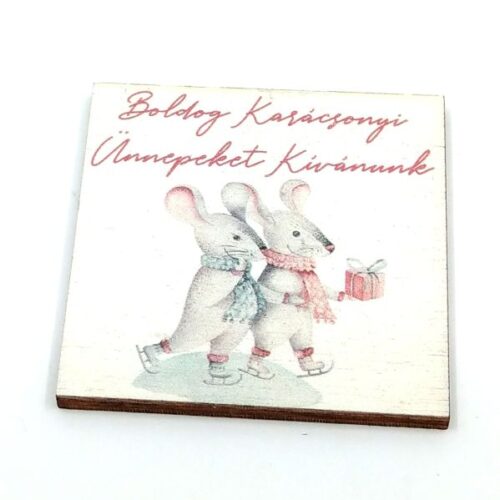 Boldog Karácsonyi
Ünnepeket Kívánunk